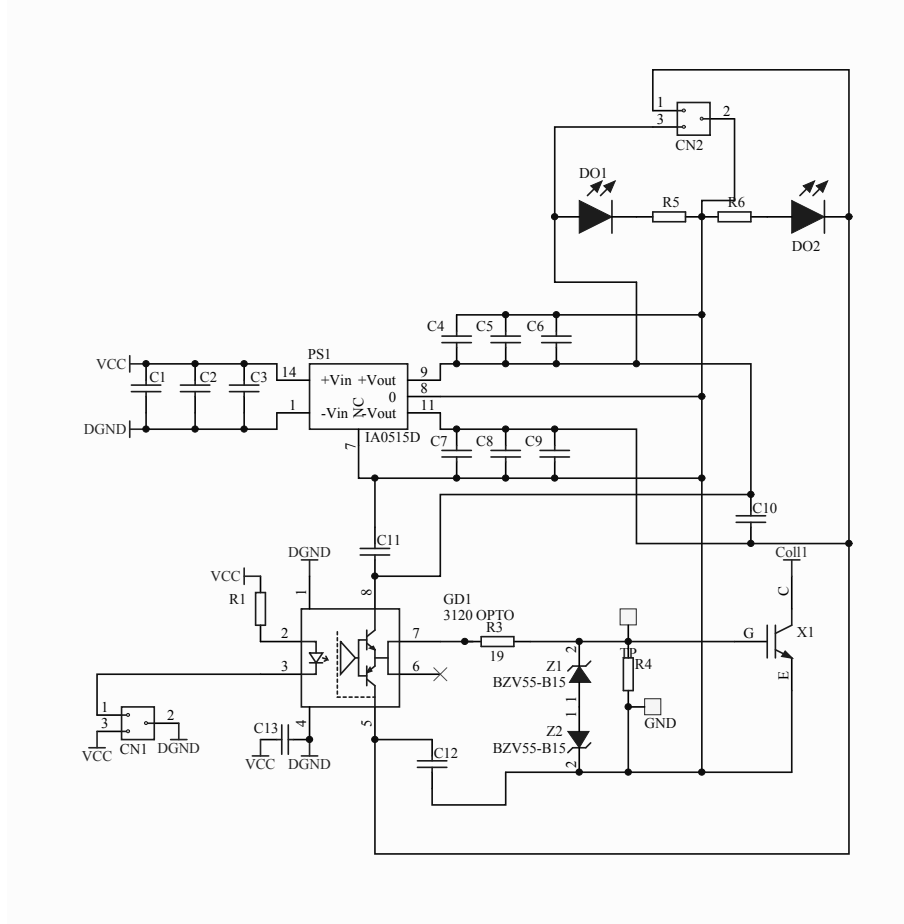 1
3
2
CN2
DO1
R5
R6
DO2
C4
C5
C6
PS1
VCC
14
+Vin
+Vout
9
C1
C2
C3
0
8
1
-Vin
NC
-Vout
11
DGND
IA0515D
7
C7
C8
C9
C10
C11
DGND
Coll1
VCC
1
8
C
R1
GD1
3120 OPTO
R3
2
7
19
G
X1
3
6
2
TP
R4
Z1
BZV55-B15
E
1
1
1
3
2
CN1
VCC
DGND
C13
4
VCC
DGND
5
C12
GND
Z2
BZV55-B15
2